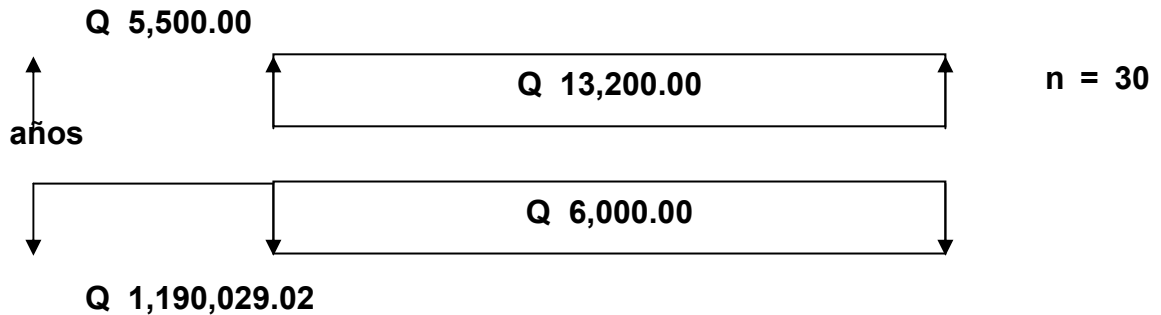 Q 5,500.00
Q 13,200.00
n = 30
años
Q 6,000.00
Q 1,190,029.02